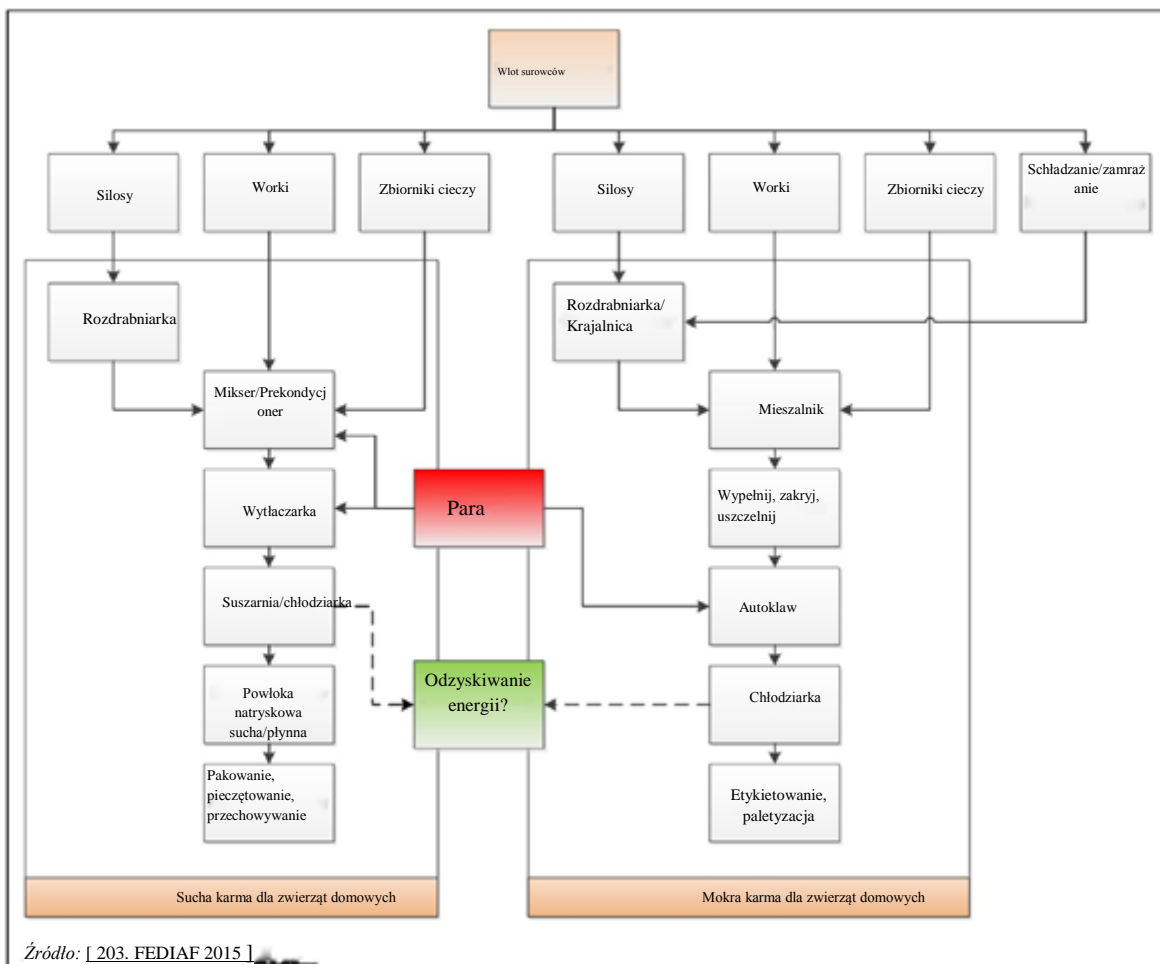 Wlot surowców
Silosy
Worki
Zbiorniki cieczy
Silosy
Worki
Zbiorniki cieczy
Schładzanie/zamraż
anie
Rozdrabniarka
Rozdrabniarka/
Krajalnica
Mikser/Prekondycj
oner
Mieszalnik
Wytłaczarka
Para
Wypełnij, zakryj,
uszczelnij
Suszarnia/chłodziarka
Autoklaw
Powłoka
natryskowa
sucha/płynna
Odzyskiwanie
energii?
Chłodziarka
Pakowanie,
pieczętowanie,
przechowywanie
Etykietowanie,
paletyzacja
Sucha karma dla zwierząt domowych
Mokra karma dla zwierząt domowych
Źródło: [ 203. FEDIAF 2015 ]